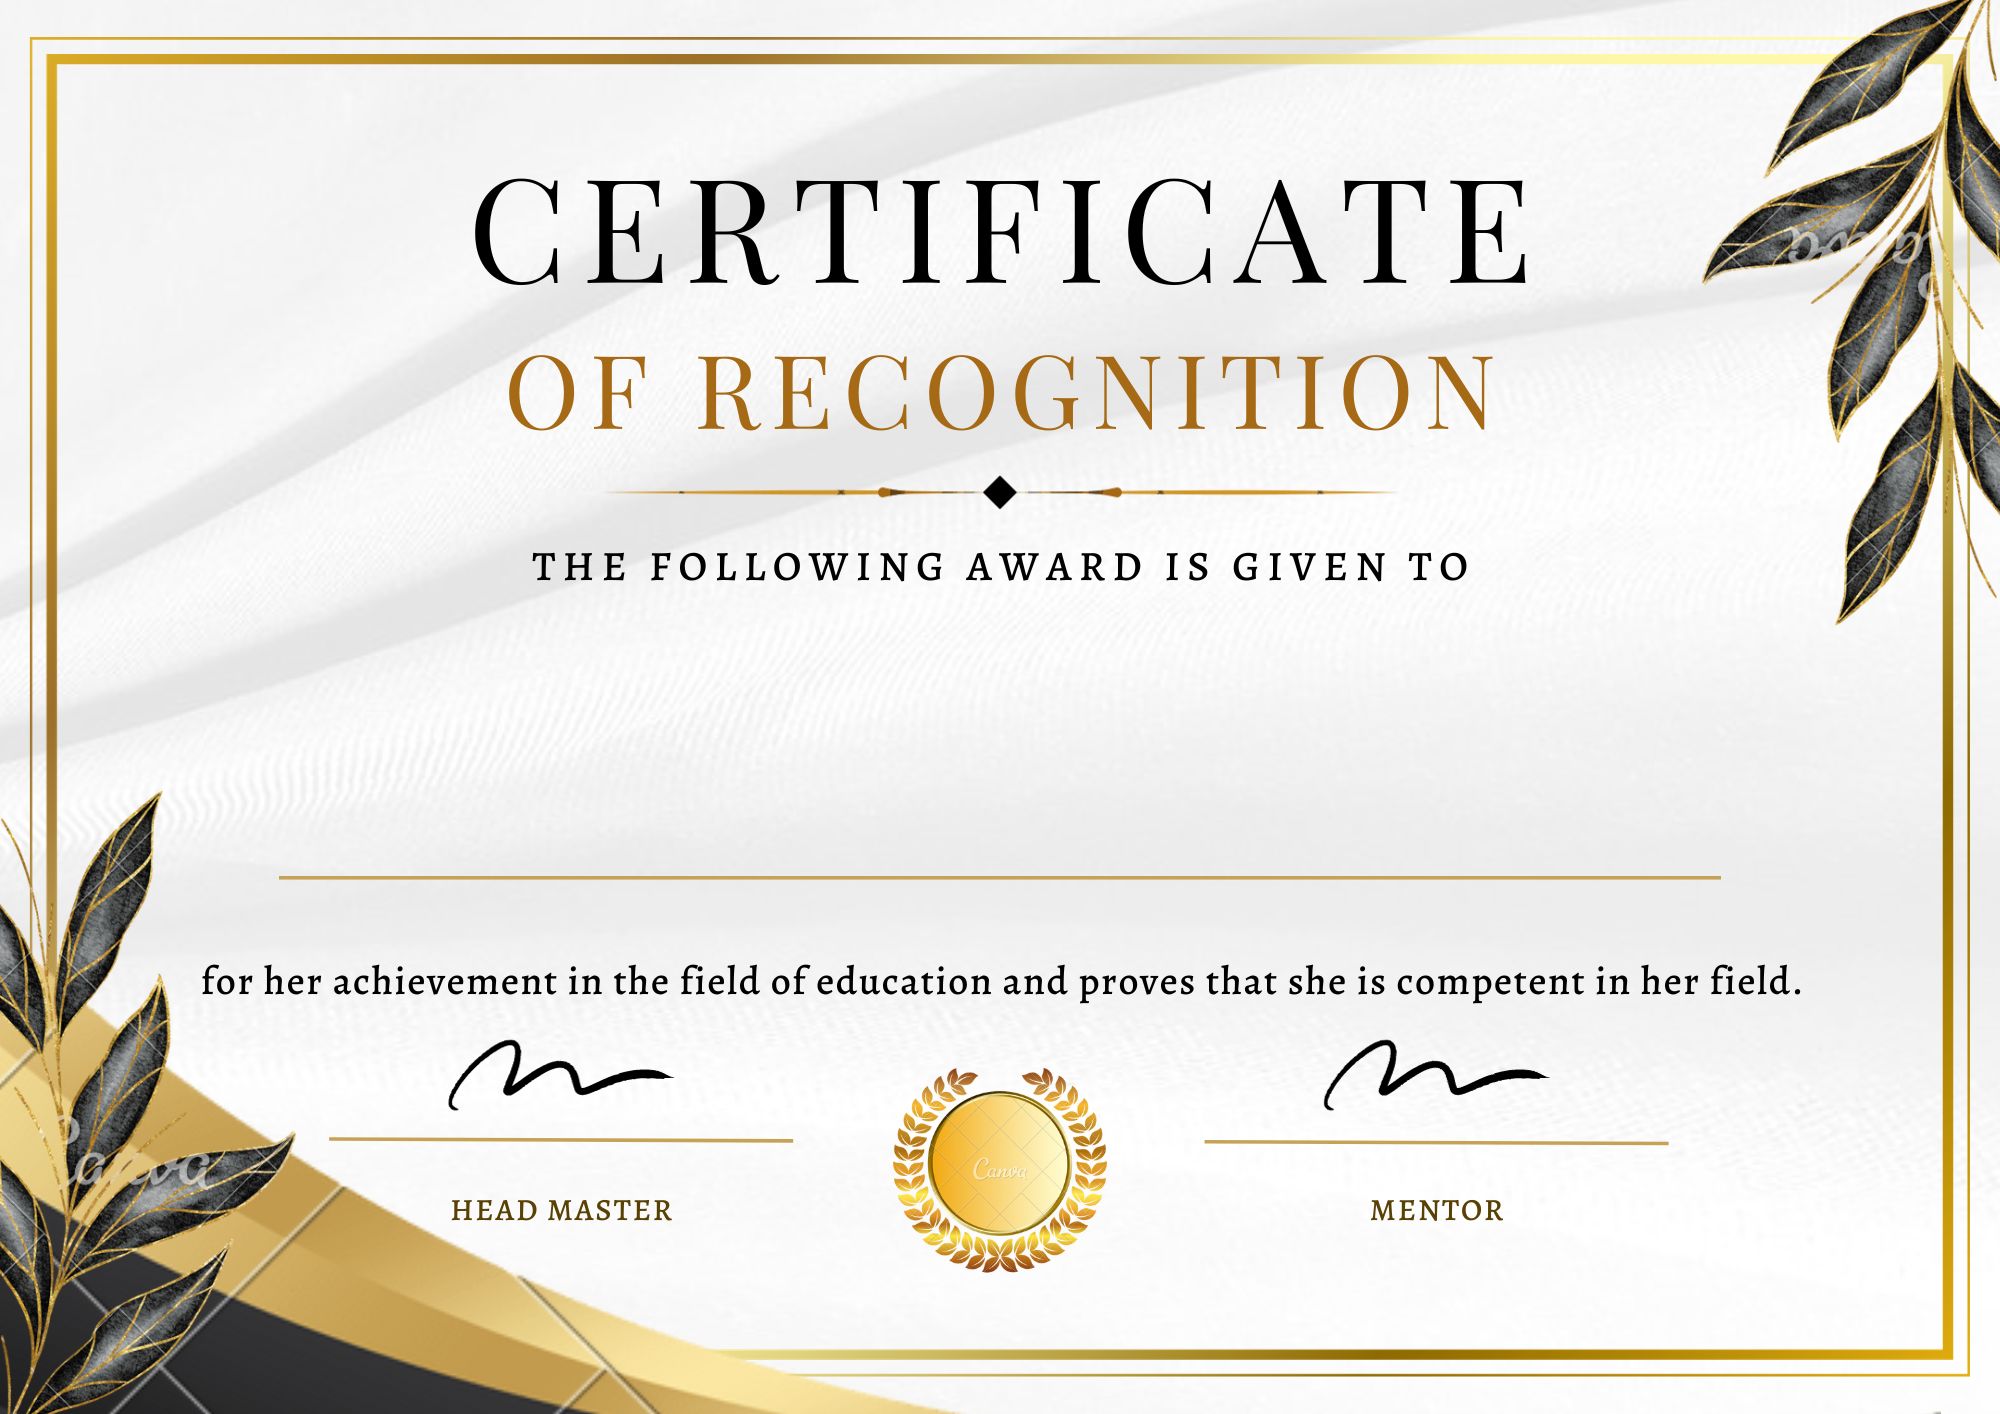 CERTIFICATE
OF RECOGNITION
THE FOLLOWING AWARD IS GIVEN TO
for her achievement in the field of education and proves that she is competent in her field.
Canva
Canva
HEAD MASTER
MENTOR